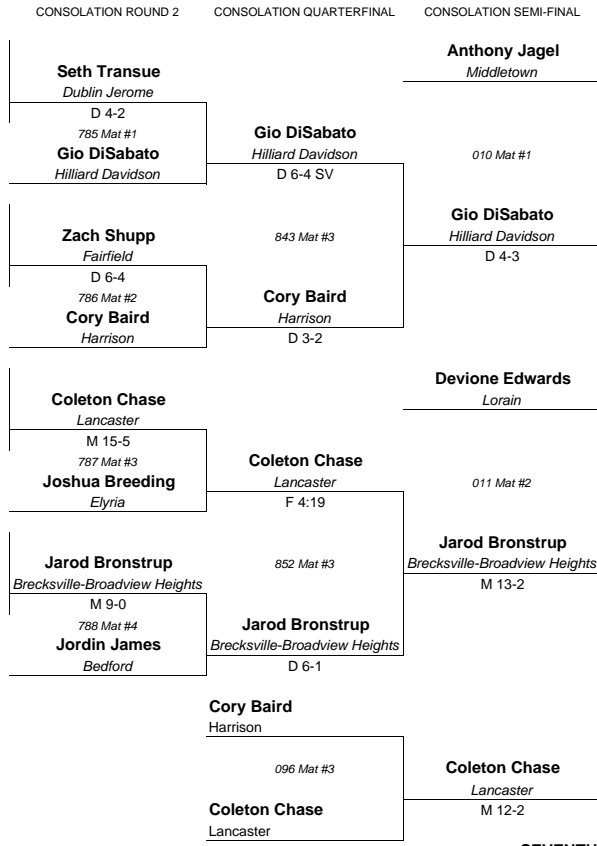 CONSOLATION ROUND 2 CONSOLATION QUARTERFINAL CONSOLATION SEMI-FINAL
Anthony Jagel
Middletown
Seth Transue
Dublin Jerome
D 4-2
785 Mat #1
Gio DiSabato
Hilliard Davidson
Gio DiSabato
Hilliard Davidson
D 6-4 SV
010 Mat #1
Gio DiSabato
Hilliard Davidson
D 4-3
Zach Shupp
Fairfield
D 6-4
786 Mat #2
Cory Baird
Harrison
843 Mat #3
Cory Baird
Harrison
D 3-2
Devione Edwards
Lorain
Coleton Chase
Lancaster
M 15-5
787 Mat #3
Joshua Breeding
Elyria
Coleton Chase
Lancaster
F 4:19
011 Mat #2
Jarod Bronstrup
Brecksville-Broadview Heights
M 13-2
Jarod Bronstrup
Brecksville-Broadview Heights
M 9-0
788 Mat #4
Jordin James
Bedford
852 Mat #3
Jarod Bronstrup
Brecksville-Broadview Heights
D 6-1
Cory Baird
Harrison
096 Mat #3
Coleton Chase
Lancaster
Coleton Chase
Lancaster
M 12-2